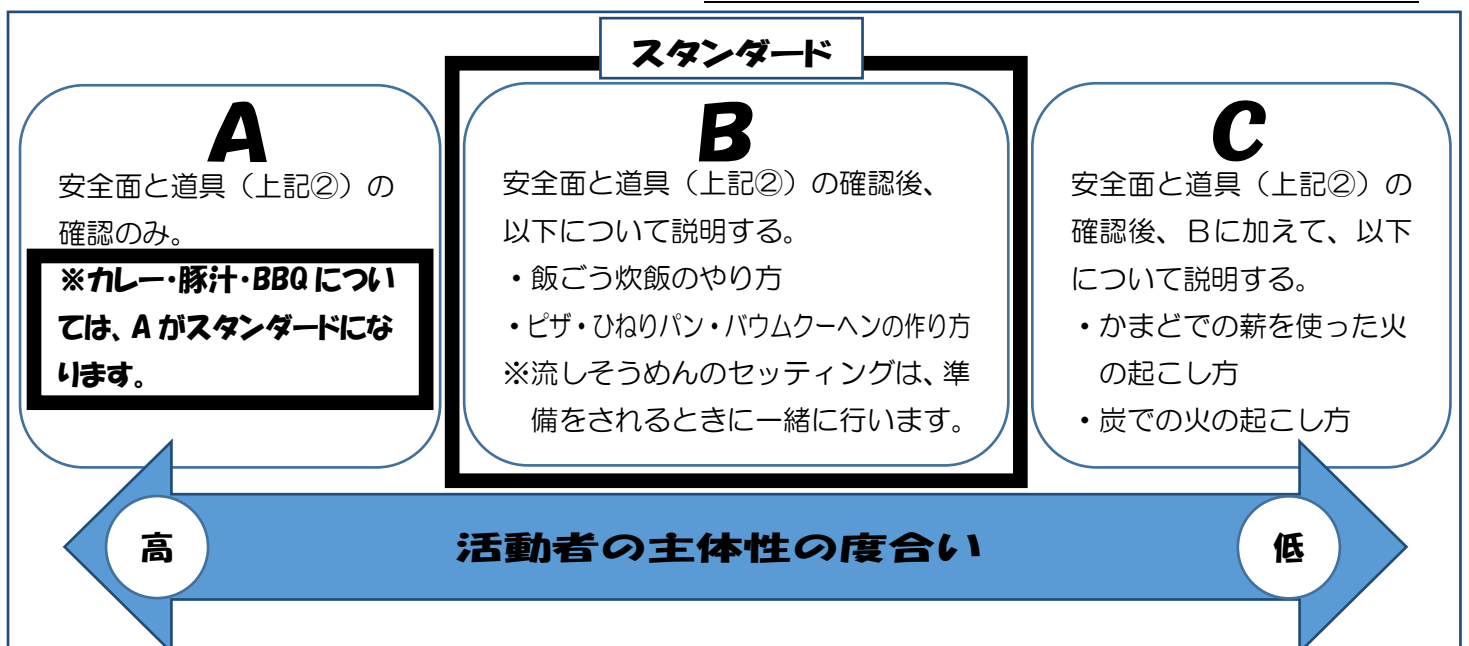 スタンダード
A
安全面と道具(上記②)の
確認のみ。
※カレー・豚汁・BBQについ
ては、Aがスタンダードにな
ります。
B
安全面と道具(上記②)の確認後、
以下について説明する。
・飯ごう炊飯のやり方
・ピザ・ひねりパン・バウムクーヘンの作り方
※流しそうめんのセッティングは、準
備をされるときに一緒に行います。
C
安全面と道具(上記②)の
確認後、Bに加えて、以下
について説明する。
・かまどでの薪を使った火
の起こし方
・炭での火の起こし方
高
活動者の主体性の度合い
低